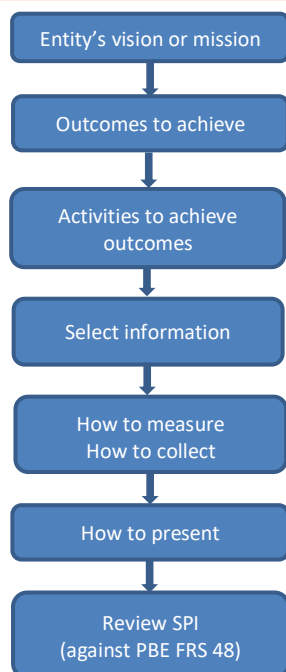 Entity’s vision or mission
Outcomes to achieve
Activities to achieve
outcomes
Select information
How to measure
How to collect
How to present
Review SPI
(against PBE FRS 48)